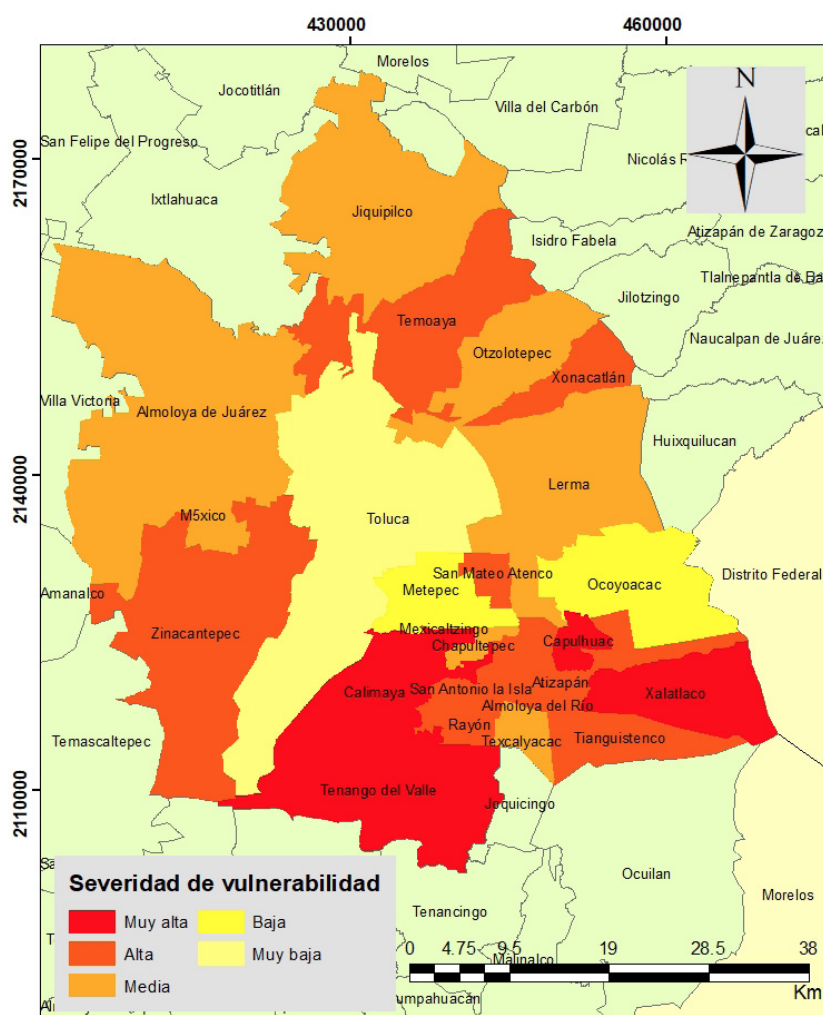 430000
460000
Morelos
Jocotitlán
Villa del Carbón
N
San Felipe del Progreso
2170000
Nicolás
Ixtlahuaca
Jiquipilco
Isidro Fabela
Atizapán de Zaragoz
Tlalnepantla de Ba
Jilotzingo
Temoaya
Naucalpan de Juáre
Otzolotepec
Xonacatlán
Villa Victoria
Almoloya de Juárez
Huixquilucan
2140000
Lerma
M5xico
Toluca
San Mateo Atenco
Distrito Federal
Amanalco
Metepec
Ocoyoacac
Zinacantepec
Mexicaltzingo
Chapultepec
Capulhuac
Atizapán
Calimaya
San Antonio la Isla
Xalatlaco
Almoloya del Río
Rayón
Temascaltepec
Texcalyacac
Tianguistenco
2110000
Tenango del Valle
Joquicingo
Ocuilan
Severidad de vulnerabilidad
Morelos
Muy alta
Baja
Alta
Muy baja
Media
Tenancingo
Malinalco
0 4.75 9.5 19 28.5 38
Km
umpahuacán